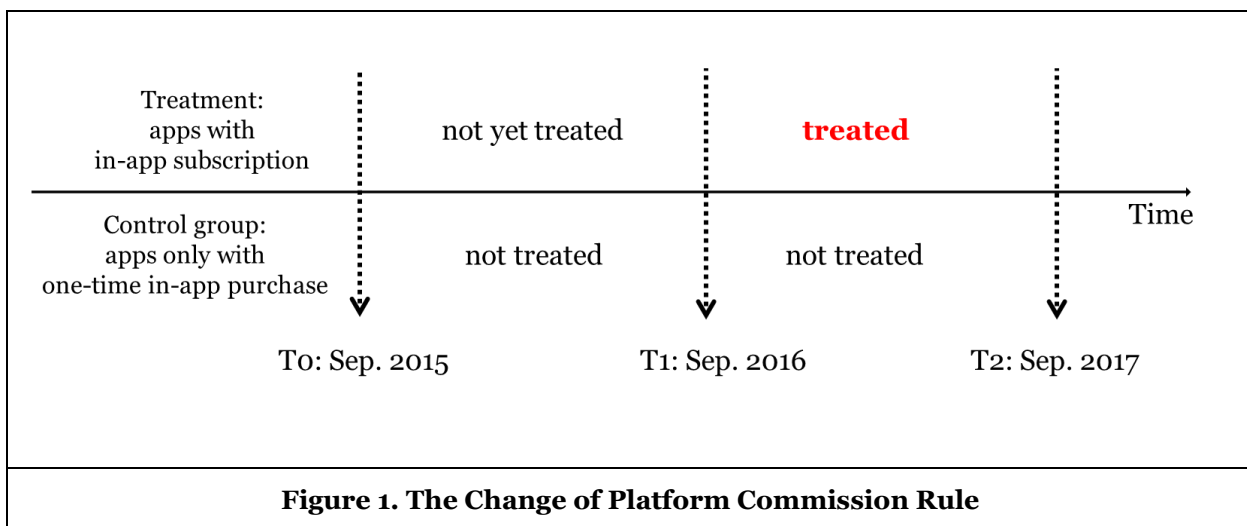 Treatment:
apps with
in-app subscription
not yet treated
treated
Time
Control group:
apps only with
one-time in-app purchase
not treated
not treated
T0: Sep. 2015
T1: Sep. 2016
T2: Sep. 2017
Figure 1. The Change of Platform Commission Rule